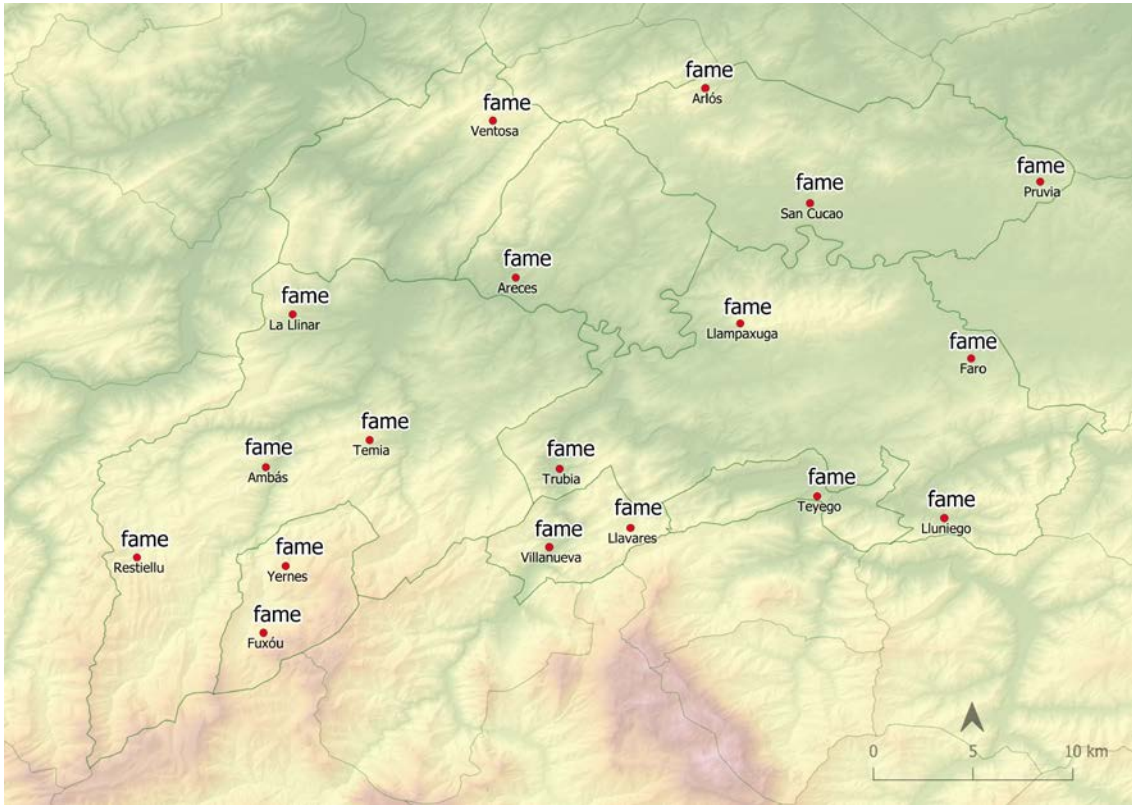 fame
Arlós
fame
Ventosa
fame
Pruvia
fame
San Cucao
fame
Areces
fame
La Llinar
fame
Llampaxuga
fame
Faro
fame
Temia
fame
Ambás
fame
Trubia
fame
Teyego
fame
Lluniego
fame
Llavares
fame
Villanueva
fame
Restiellu
fame
Yernes
fame
Fuxóu
0 5 10 km